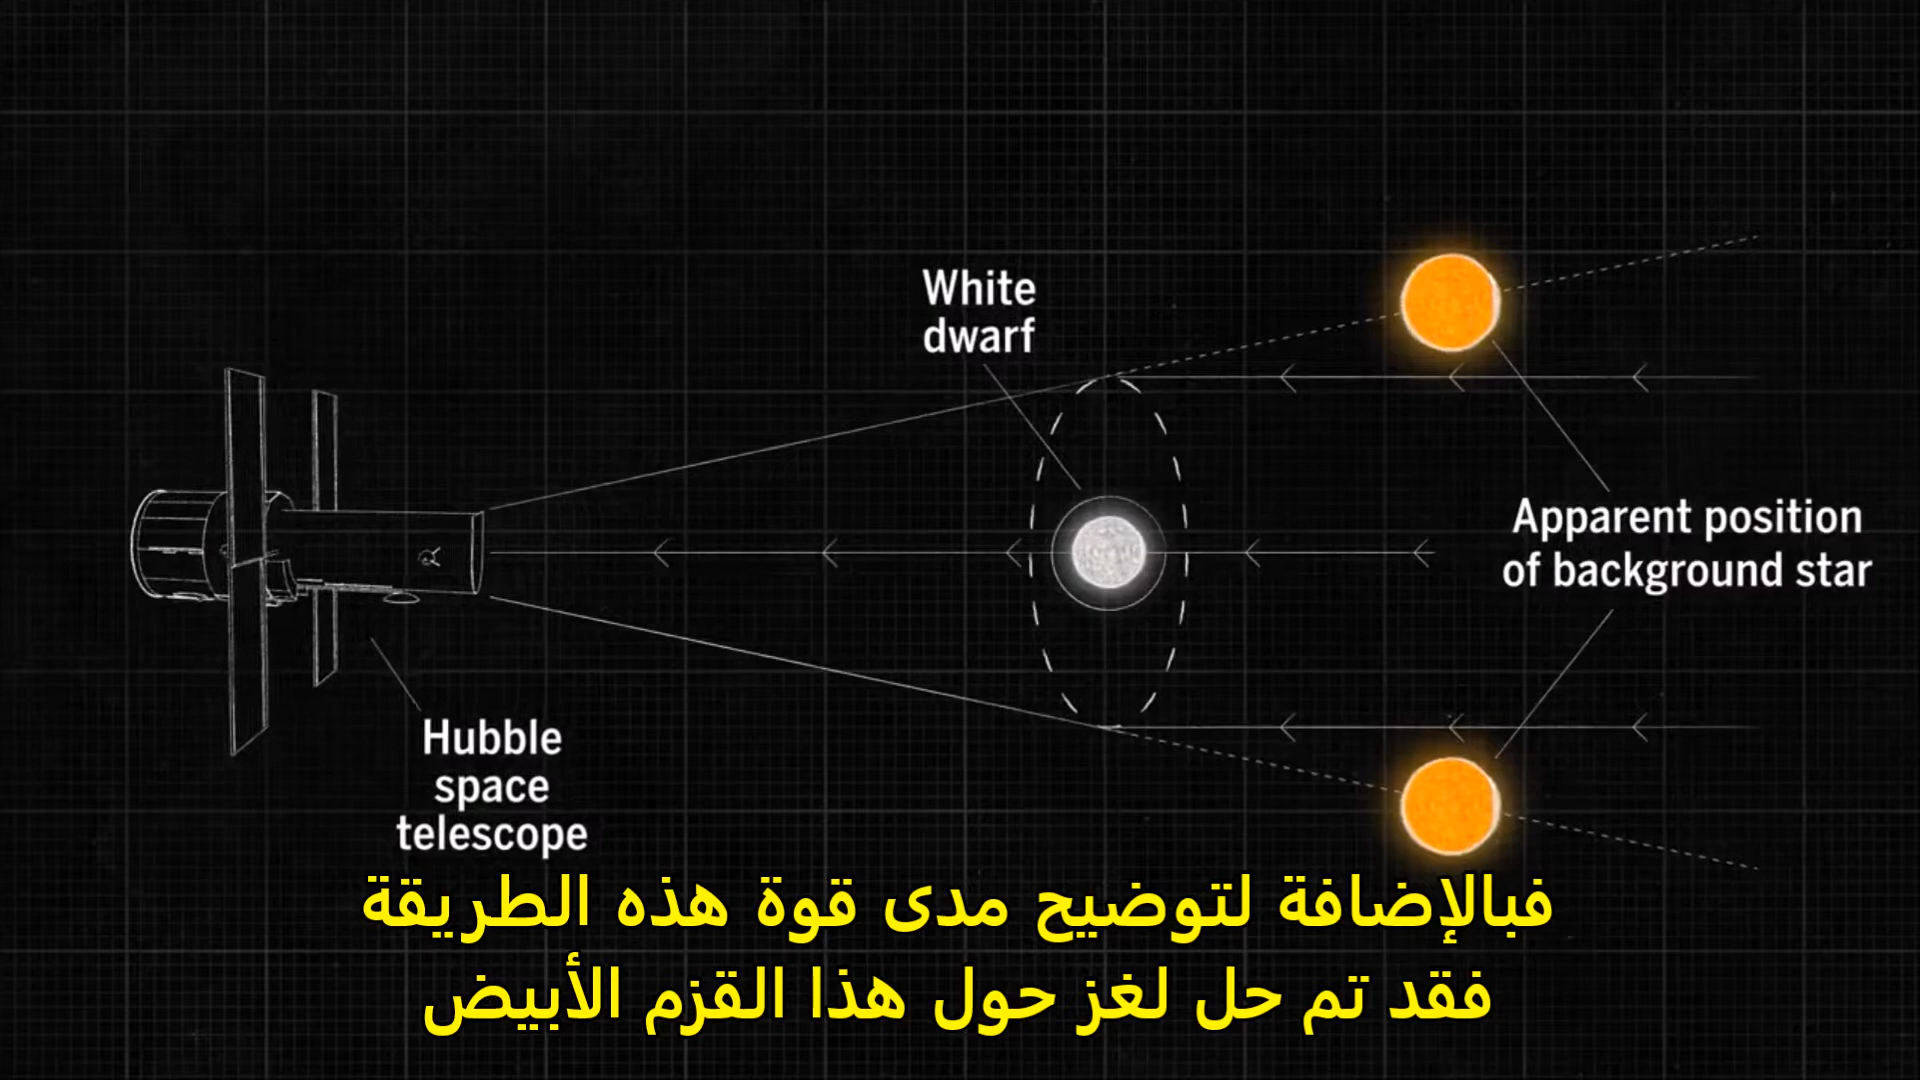 White
dwarf
Apparent position
of background star
Hubble
space
telescope
فبالإضافة لتوضيح مدى قوة هذه الطريقة
فقد تم حل لغز حول هذا القزم الأبيض